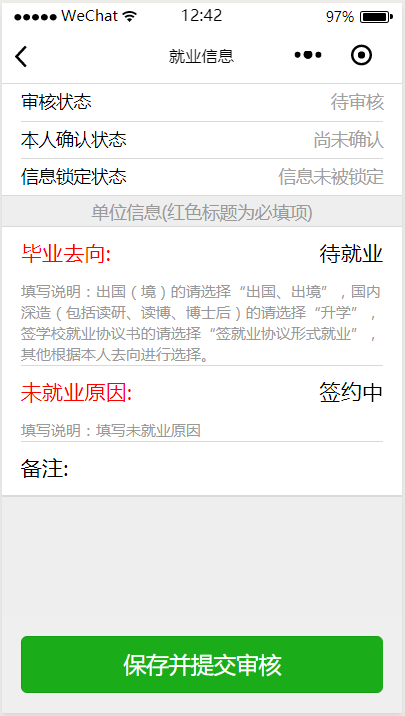 WeChat 12:42 97%
就业信息
审核状态 待审核
本人确认状态 尚未确认
信息锁定状态 信息未被锁定
单位信息(红色标题为必填项)
毕业去向: 待就业
填写说明：出国（境）的请选择“出国、出境”，国内
深造（包括读研、读博、博士后）的请选择“升学”，
签学校就业协议书的请选择“签就业协议形式就业”，
其他根据本人去向进行选择。
未就业原因: 签约中
填写说明：填写未就业原因
备注:
保存并提交审核